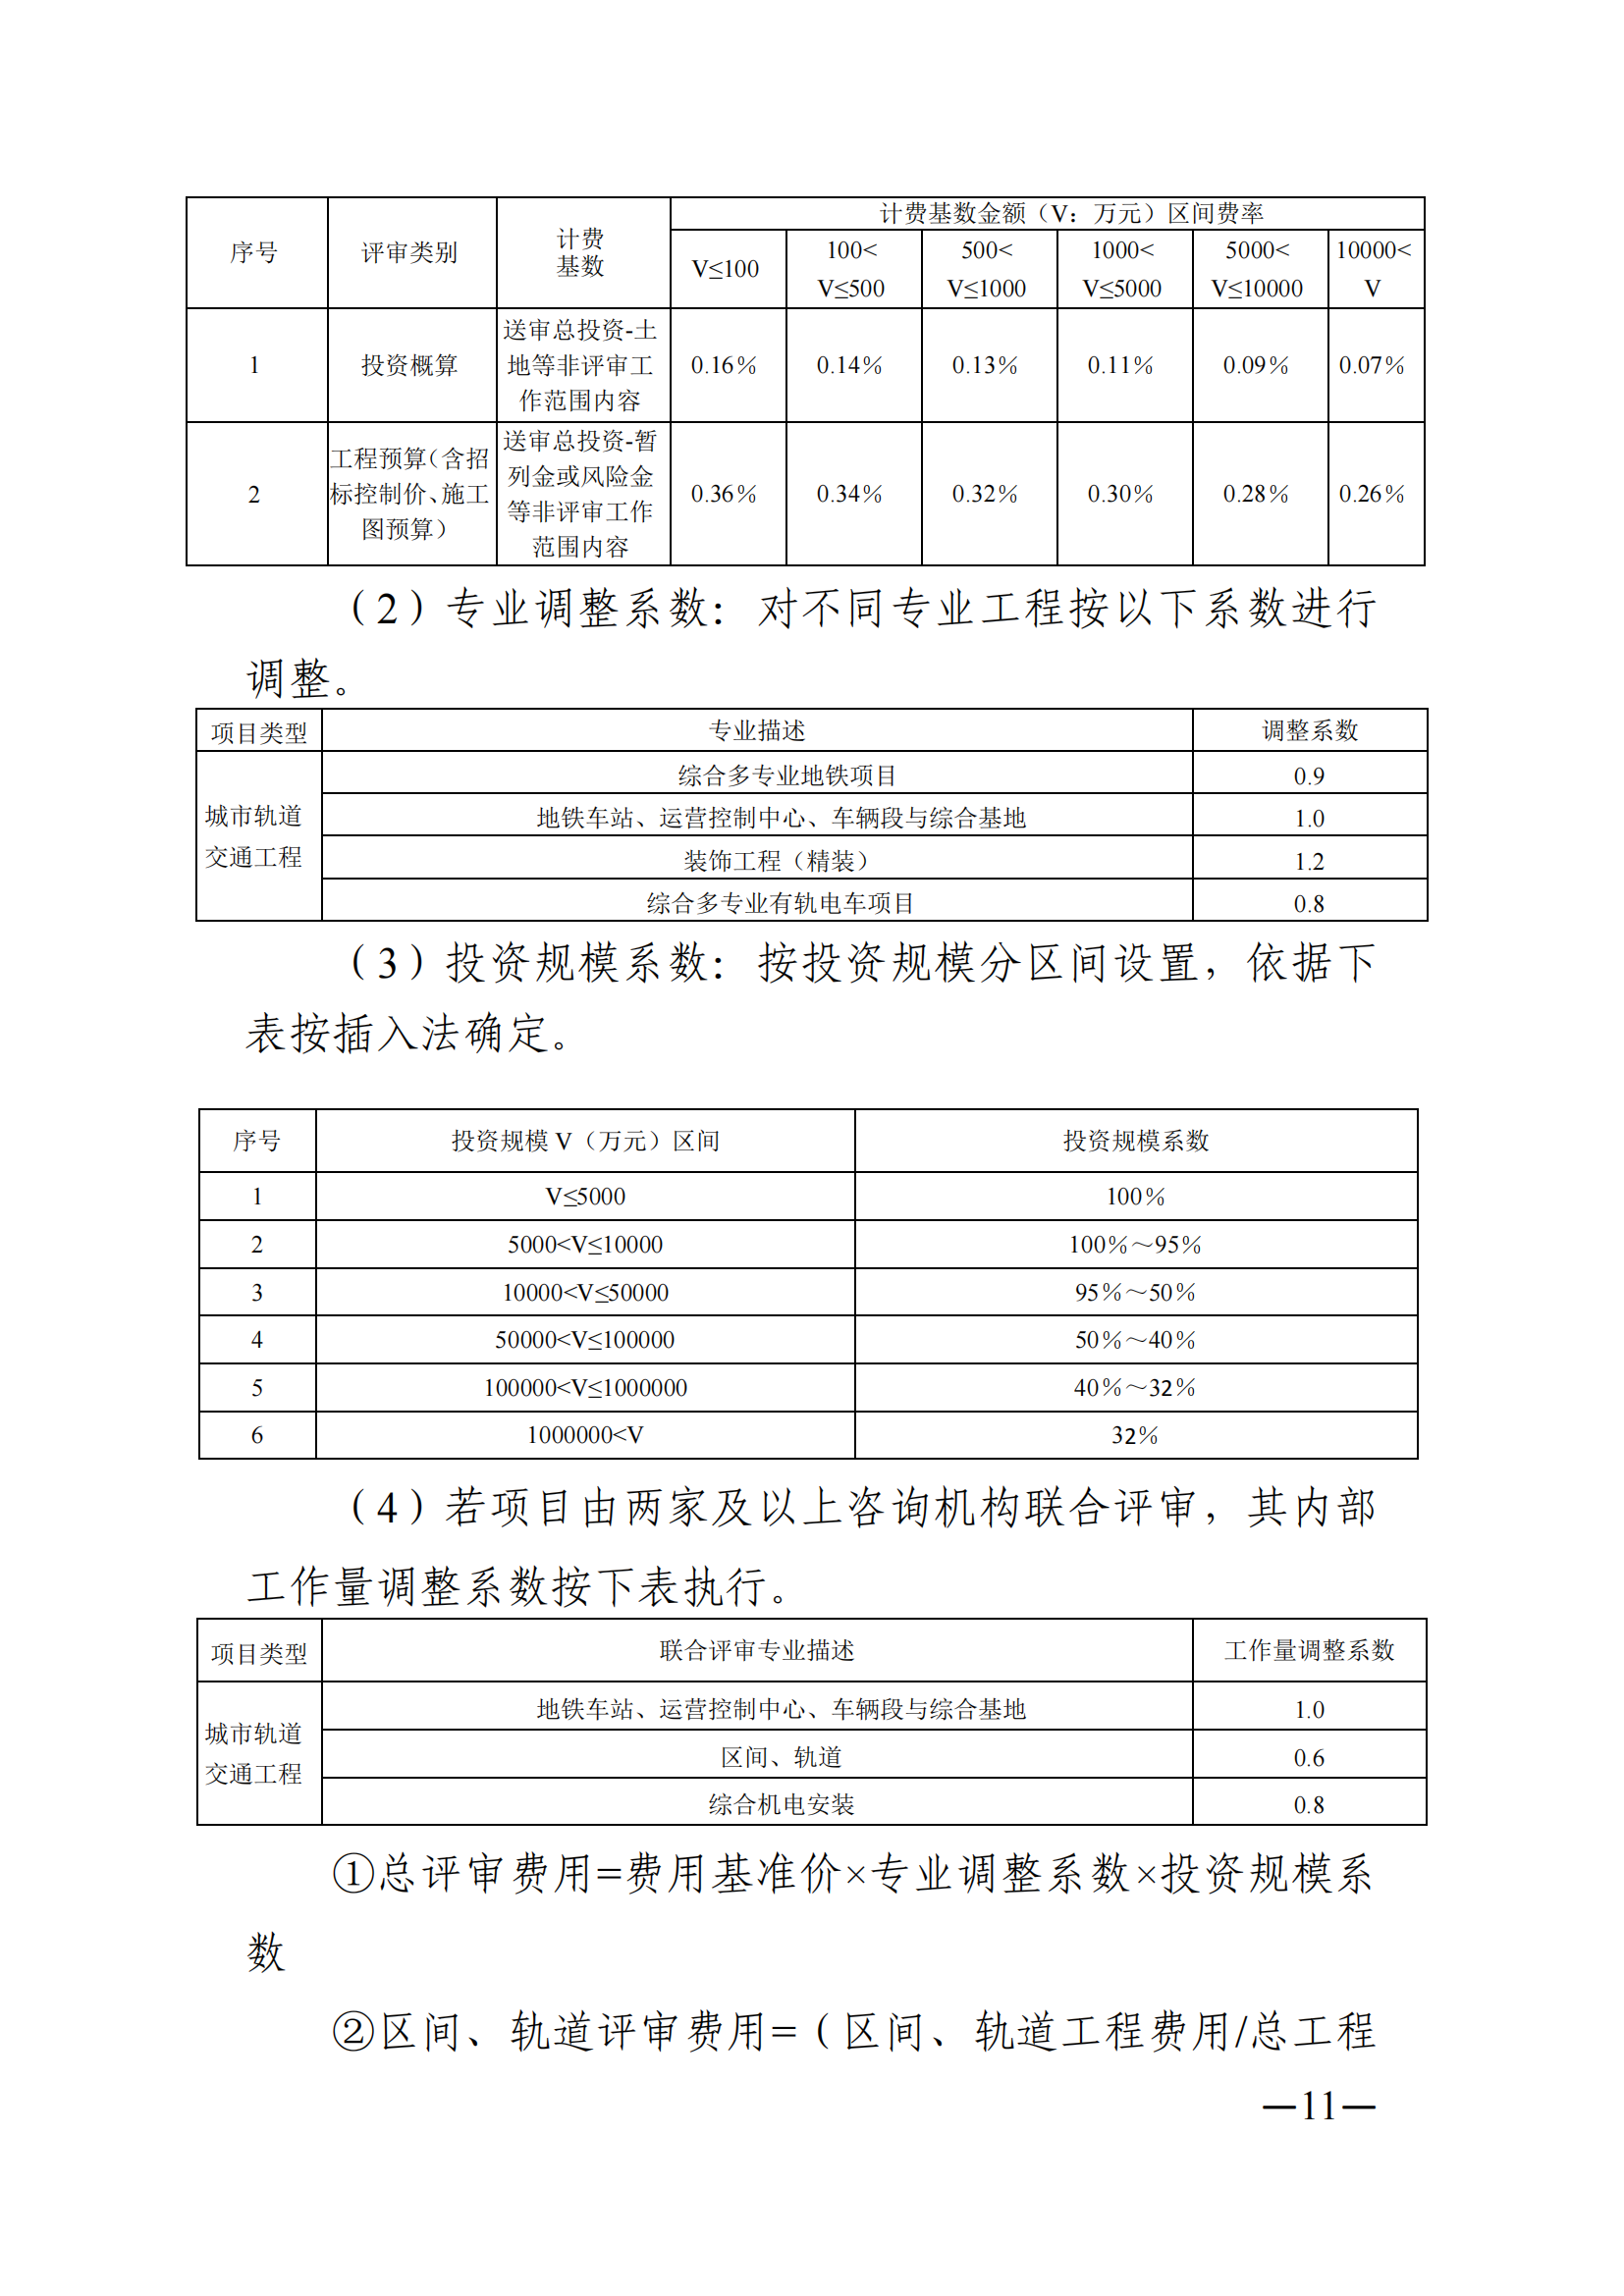 序号 评审类别 计费基数 计费基数金额（V：万元）区间费率
V≤100 100<V≤500 500<V≤1000 1000<V≤5000 5000<V≤10000 10000<V
1 投资概算 送审总投资-土地等非评审工作范围内容 0.16% 0.14% 0.13% 0.11% 0.09% 0.07%
2 工程预算（含招标控制价、施工图预算） 送审总投资-暂列金或风险金等非评审工作范围内容 0.36% 0.34% 0.32% 0.30% 0.28% 0.26%
（2）专业调整系数：对不同专业工程按以下系数进行
调整。
项目类型 专业描述 调整系数
城市轨道交通工程 综合多专业地铁项目 0.9
地铁车站、运营控制中心、车辆段与综合基地 1.0
装饰工程（精装） 1.2
综合多专业有轨电车项目 0.8
（3）投资规模系数：按投资规模分区间设置，依据下
表按插入法确定。
序号 投资规模 V（万元）区间 投资规模系数
1 V≤5000 100%
2 5000<V≤10000 100%～95%
3 10000<V≤50000 95%～50%
4 50000<V≤100000 50%～40%
5 100000<V≤1000000 40%～32%
6 1000000<V 32%
（4）若项目由两家及以上咨询机构联合评审，其内部
工作量调整系数按下表执行。
项目类型 联合评审专业描述 工作量调整系数
城市轨道交通工程 地铁车站、运营控制中心、车辆段与综合基地 1.0
区间、轨道 0.6
综合机电安装 0.8
①总评审费用=费用基准价×专业调整系数×投资规模系
数
②区间、轨道评审费用=（区间、轨道工程费用/总工程
—11—